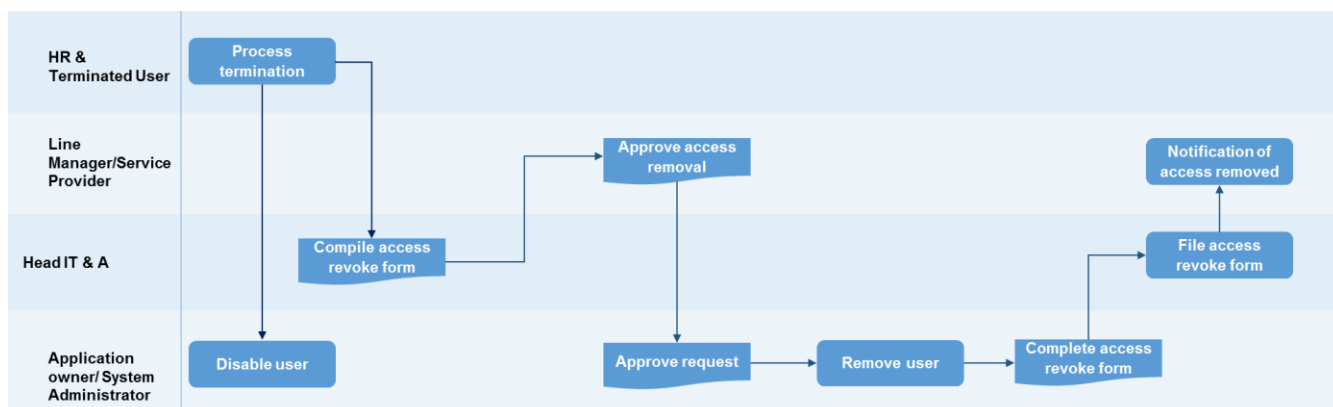 HR &
Terminated User
Process
termination
Line
Manager/Service
Provider
Approve access
removal
Notification of
access removed
Head IT & A
Compile access
revoke form
File access
revoke form
Application
owner/ System
Administrator
Disable user
Approve request
Remove user
Complete access
revoke form